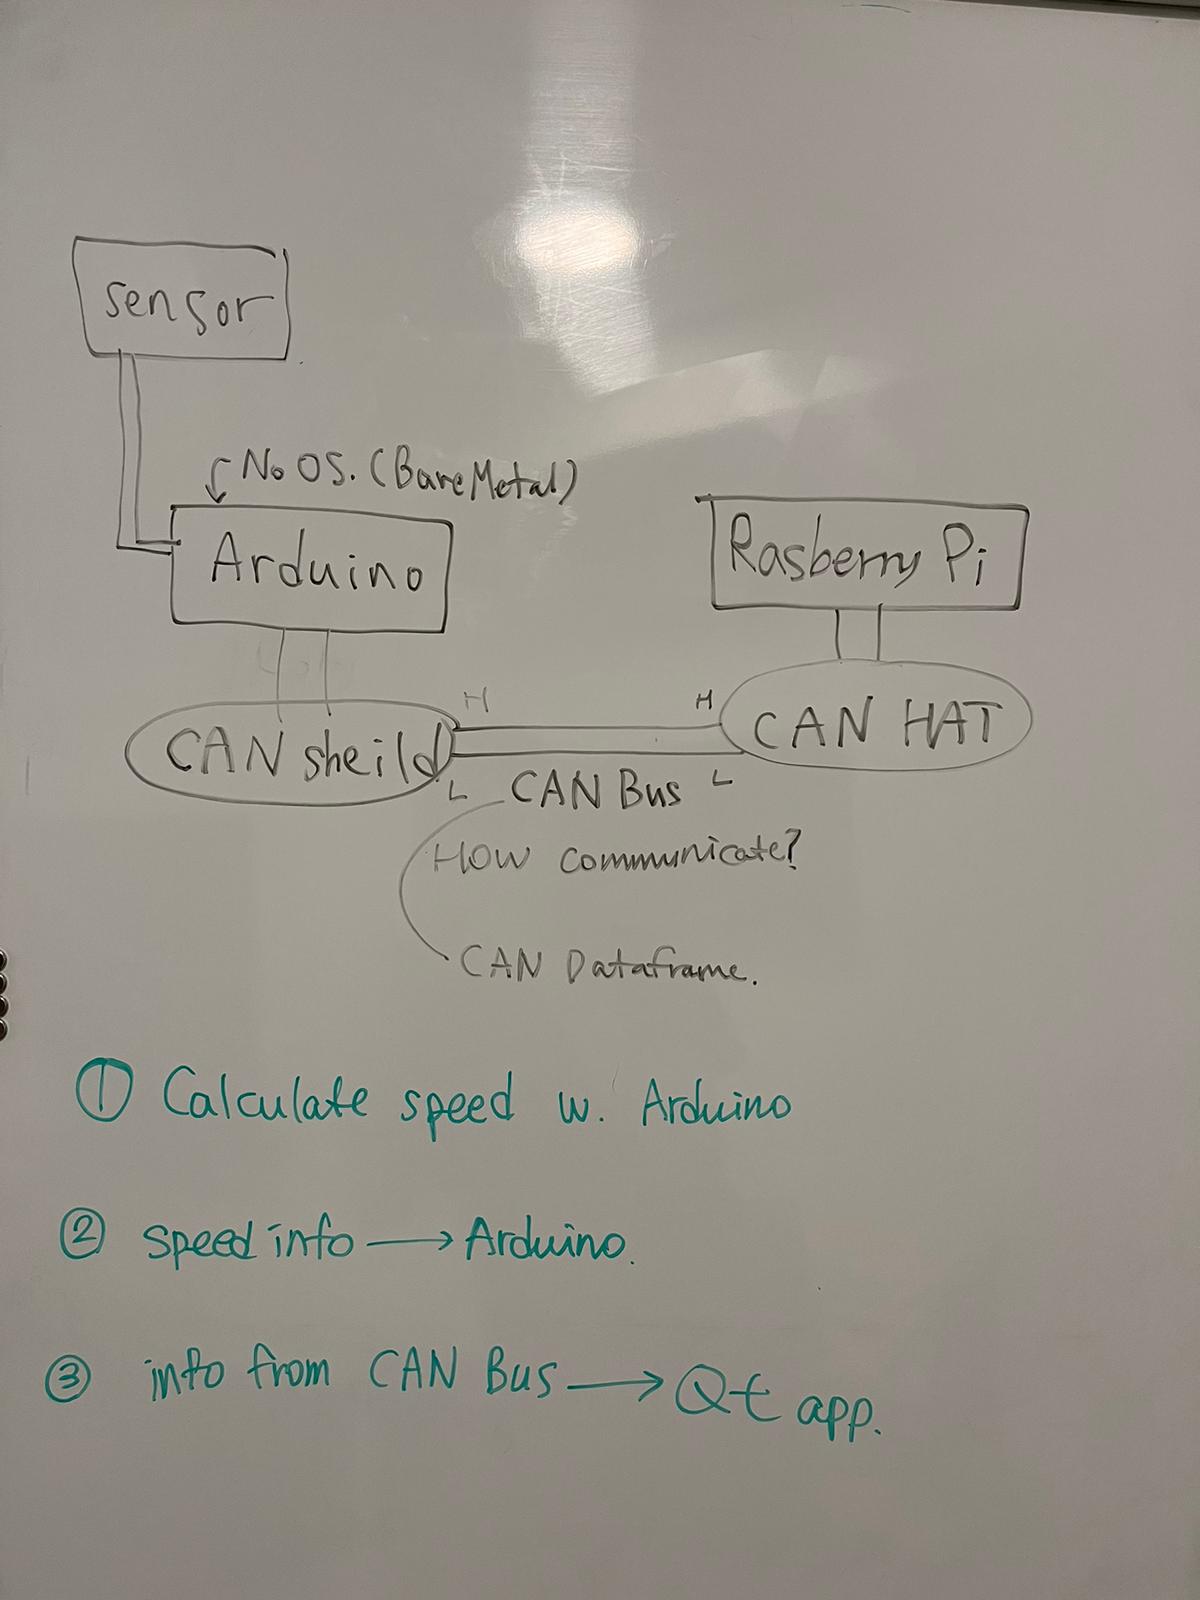 sensor
No OS. (Bare Metal)
Arduino
Rasberry Pi
H H
CAN sheild
CAN HAT
L L
CAN Bus
How communicate?
CAN Dataframe.
① Calculate speed w. Arduino
② speed info → Arduino.
③ info from CAN Bus → Qt app.